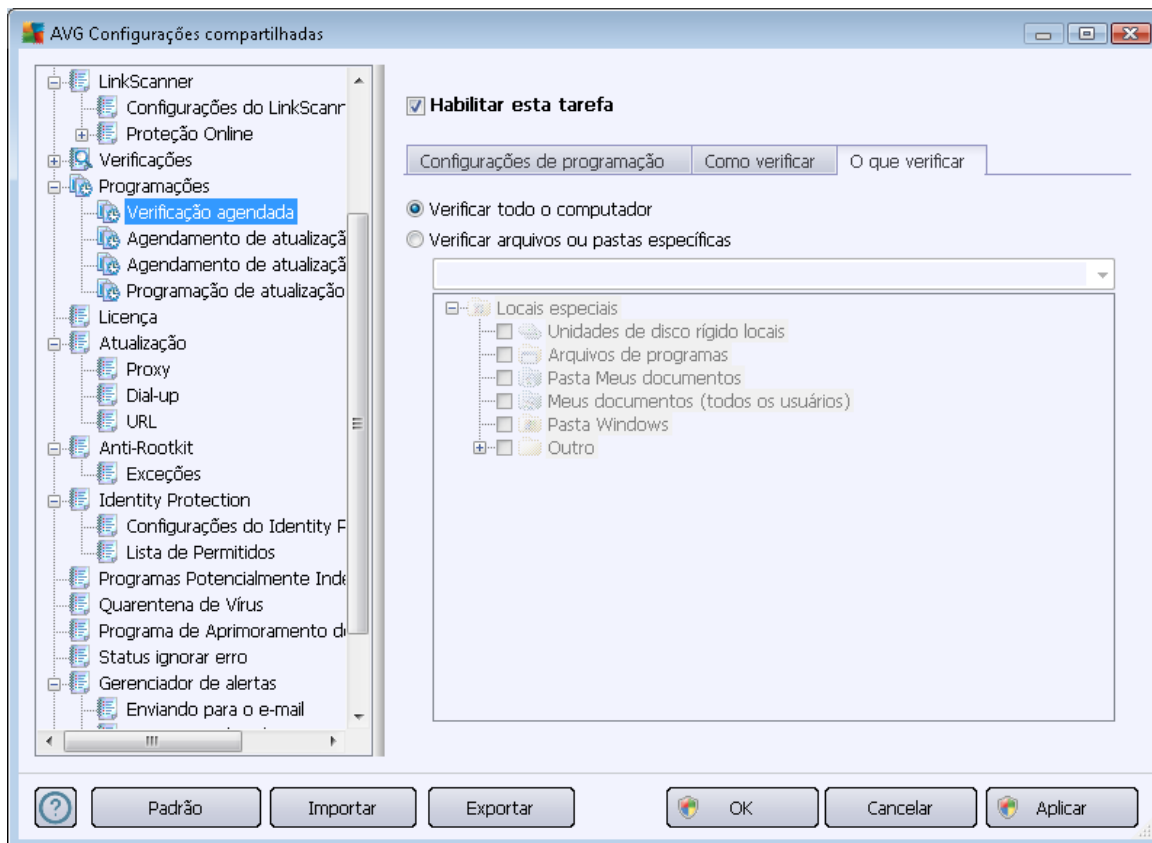 AVG Configurações compartilhadas
LinkScanner
Configurações do LinkScanr
Proteção Online
Verificações
Programações
Verificação agendada
Agendamento de atualizaçã
Agendamento de atualizaçã
Programação de atualização
Licença
Atualização
Proxy
Dial-up
URL
Anti-Rootkit
Exceções
Identity Protection
Configurações do Identity P
Lista de Permitidos
Programas Potencialmente Inde
Quarentena de Vírus
Programa de Aprimoramento de
Status ignorar erro
Gerenciador de alertas
Enviando para o e-mail
Habilitar esta tarefa
Configurações de programação Como verificar O que verificar
Verificar todo o computador
Verificar arquivos ou pastas específicas
Locais especiais
Unidades de disco rígido locais
Arquivos de programas
Pasta Meus documentos
Meus documentos (todos os usuários)
Pasta Windows
Outro
Padrão Importar Exportar OK Cancelar Aplicar